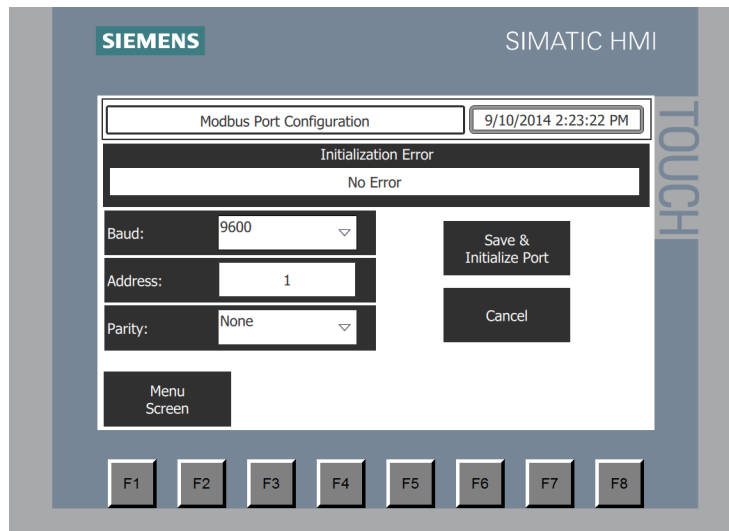 SIEMENS
SIMATIC HMI
TOUCH
Modbus Port Configuration
9/10/2014 2:23:22 PM
Initialization Error
No Error
Baud:
9600
Save &
Initialize Port
Address:
1
Cancel
Parity:
None
Menu
Screen
F1
F2
F3
F4
F5
F6
F7
F8